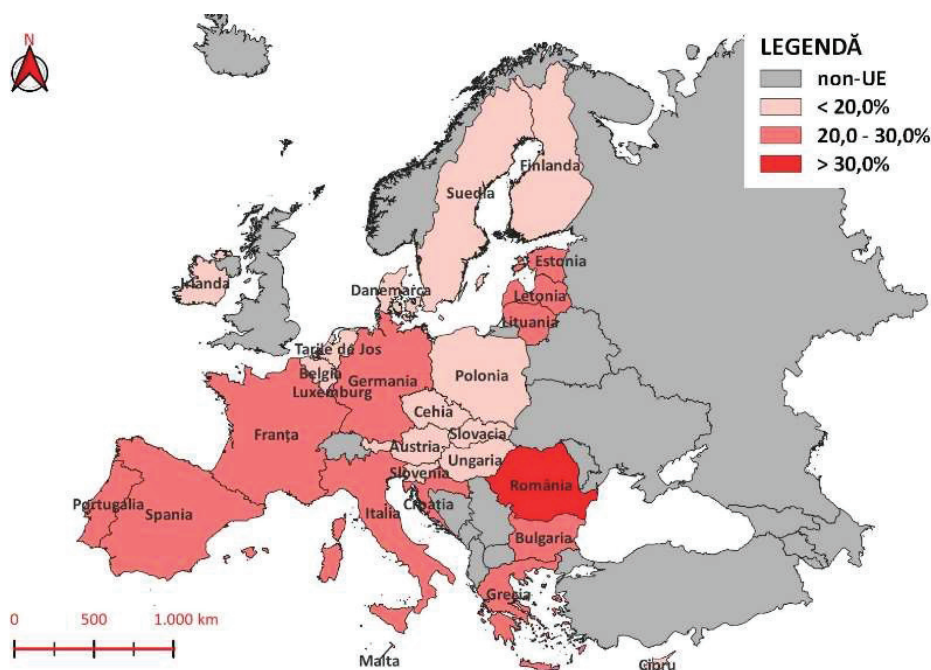 N
LEGENDĂ
non-UE
< 20,0%
20,0 - 30,0%
> 30,0%
Finlanda
Suedia
Estonia
Irlanda
Danemarca
Letonia
Lituania
Țările de Jos
Belgia
Germania
Polonia
Luxemburg
Cehia
Franța
Slovacia
Austria
Ungaria
Slovenia
România
Portugalia
Croația
Spania
Italia
Bulgaria
Grecia
0 500 1.000 km
Malta
Cipru